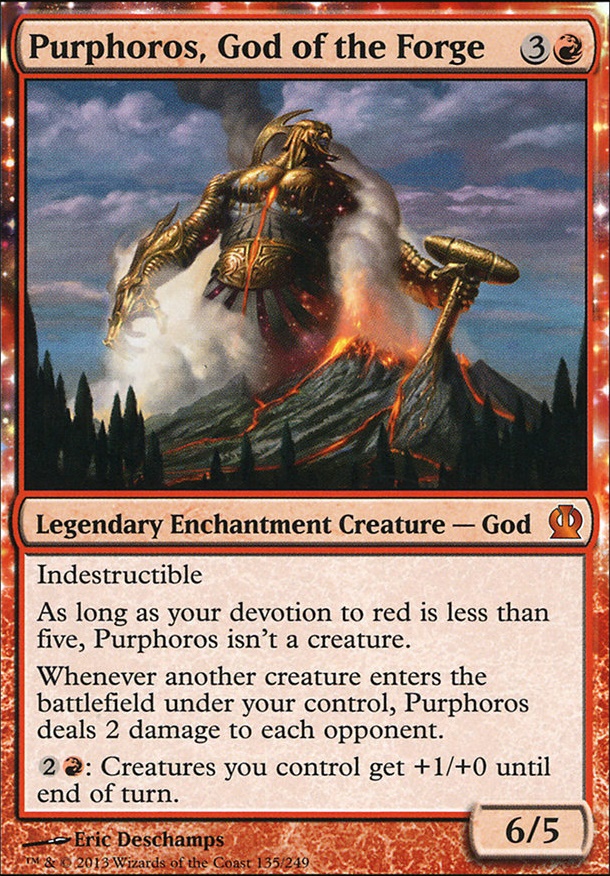 Purphoros, God of the Forge 3
Legendary Enchantment Creature — God
Indestructible
As long as your devotion to red is less than
five, Purphoros isn't a creature.
Whenever another creature enters the
battlefield under your control, Purphoros
deals 2 damage to each opponent.
2: Creatures you control get +1/+0 until
end of turn.
6/5
Eric Deschamps
™ & © 2013 Wizards of the Coast 135/249